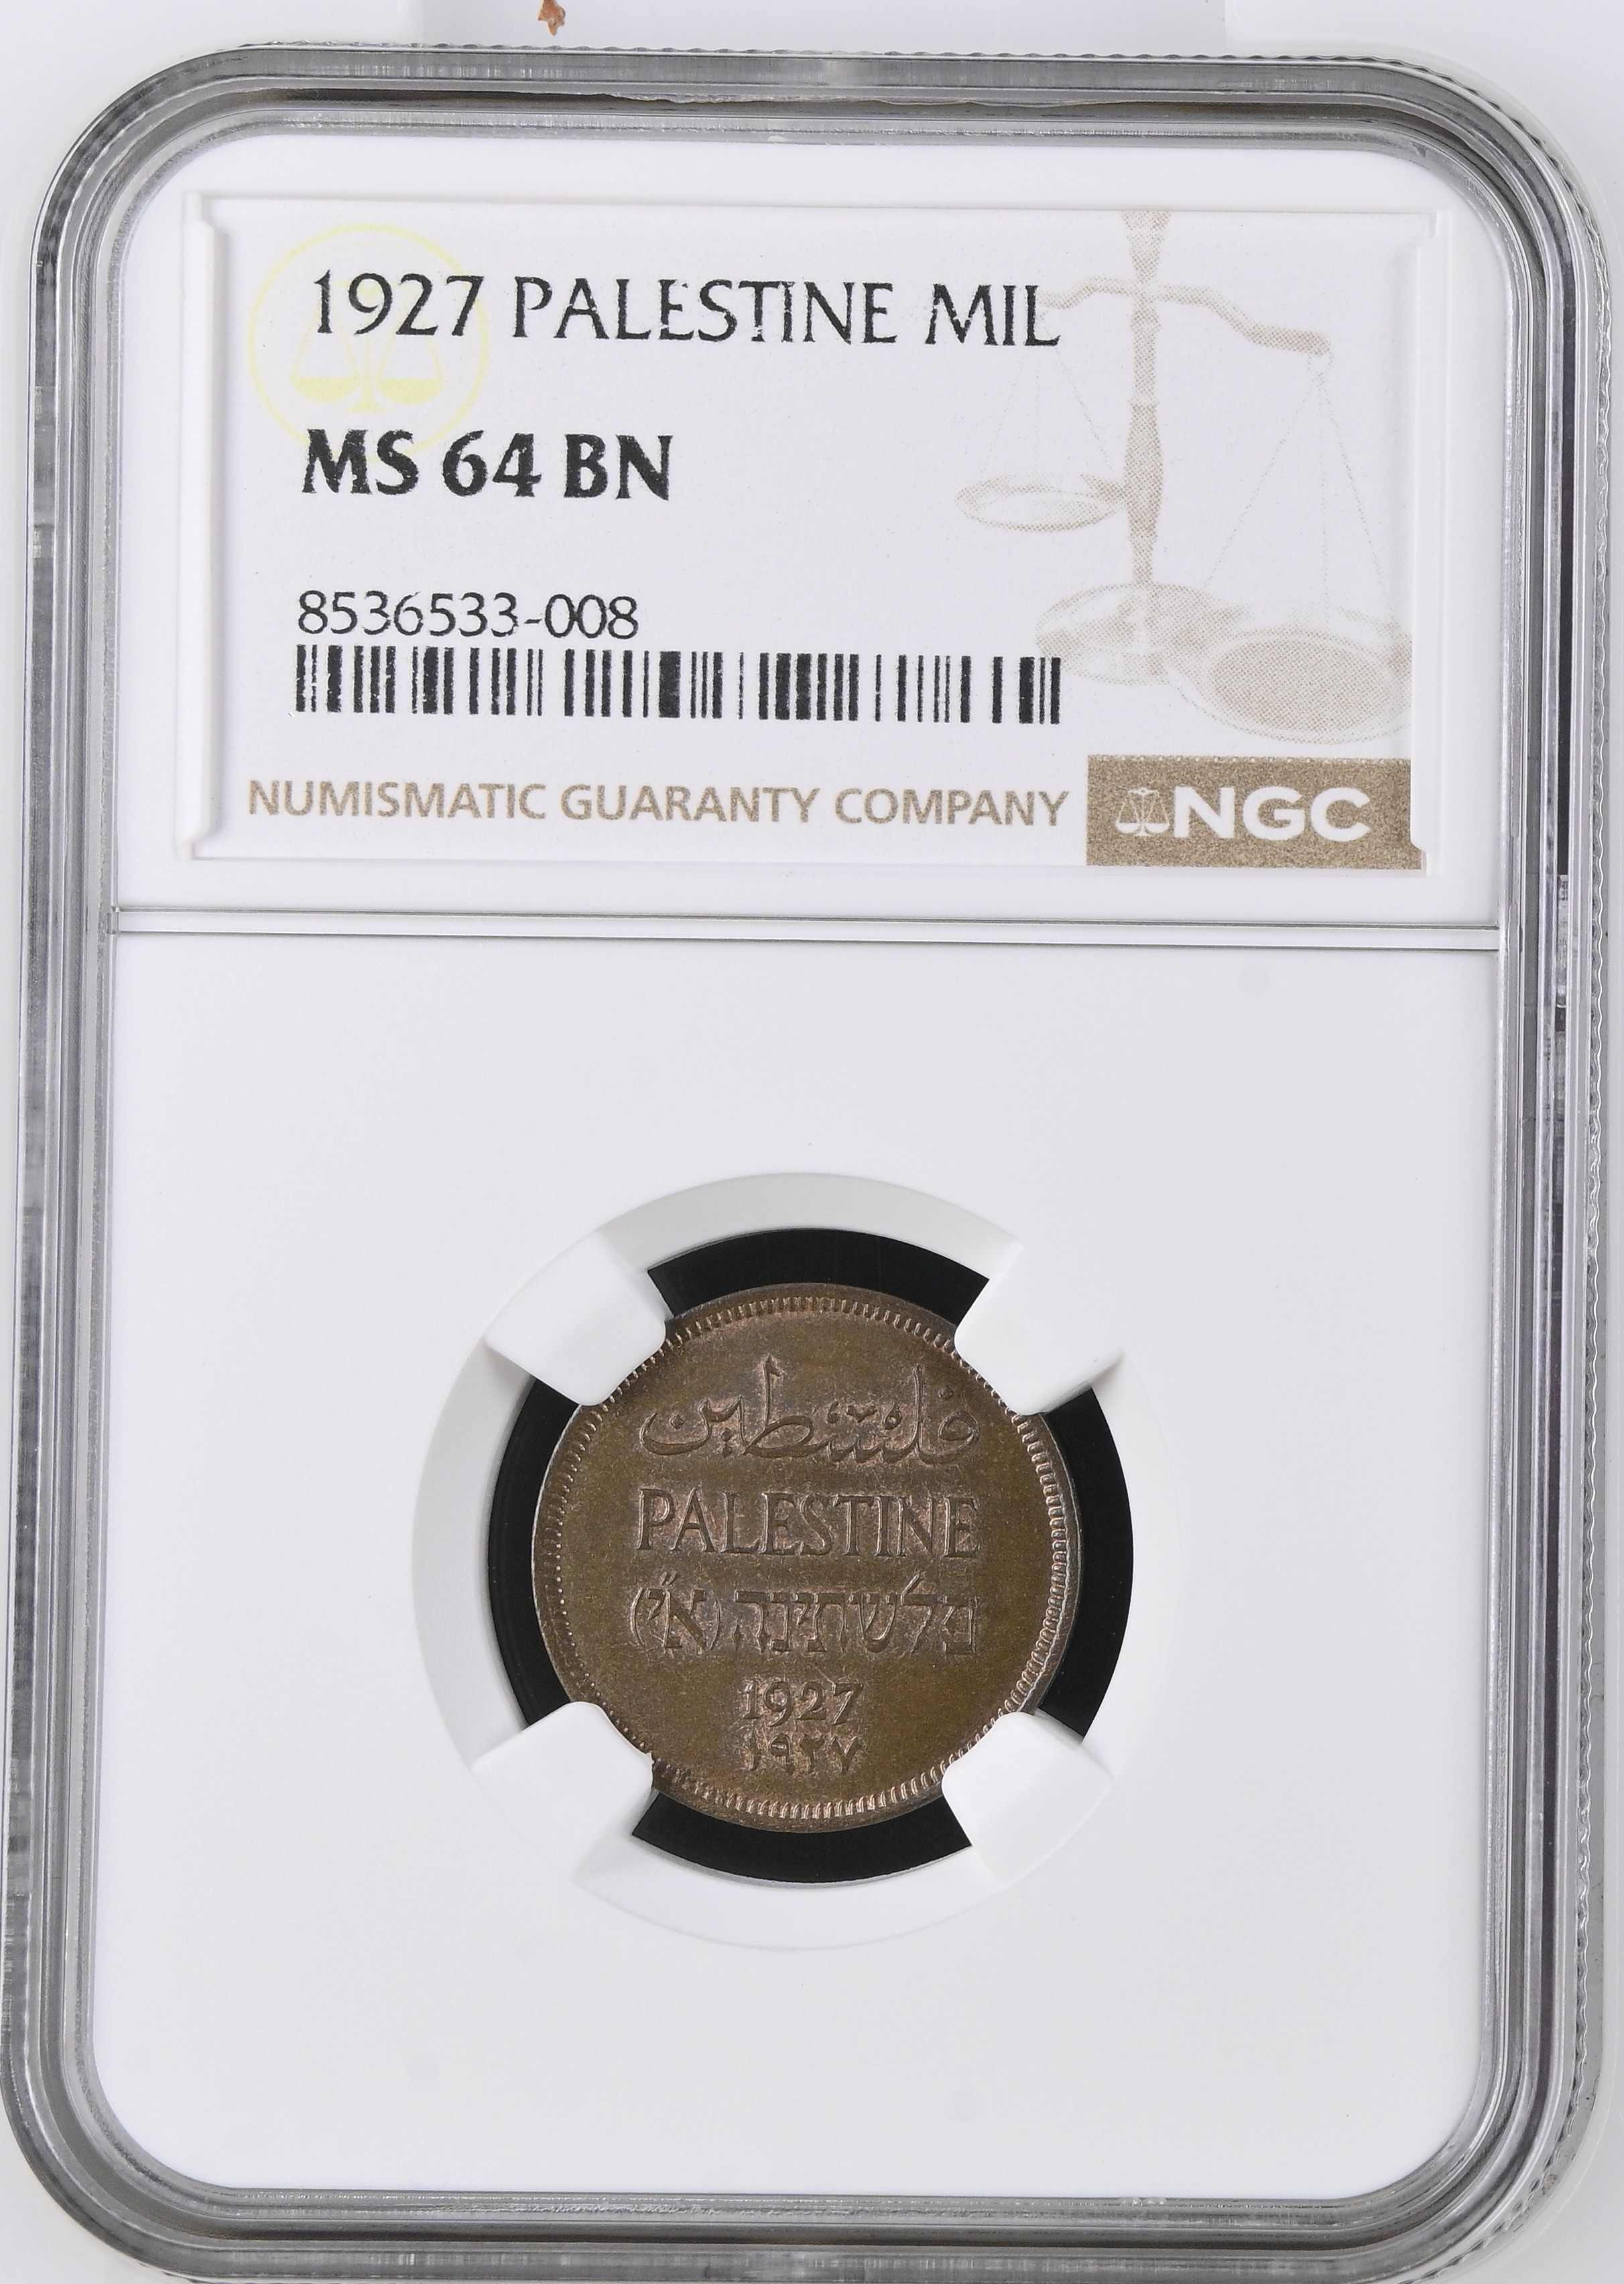 1927 PALESTINE MIL
MS 64 BN
8536533-008
NUMISMATIC GUARANTY COMPANY NGC
فلسطين
PALESTINE
פלשתינה (א״י)
1927
١٩٢٧